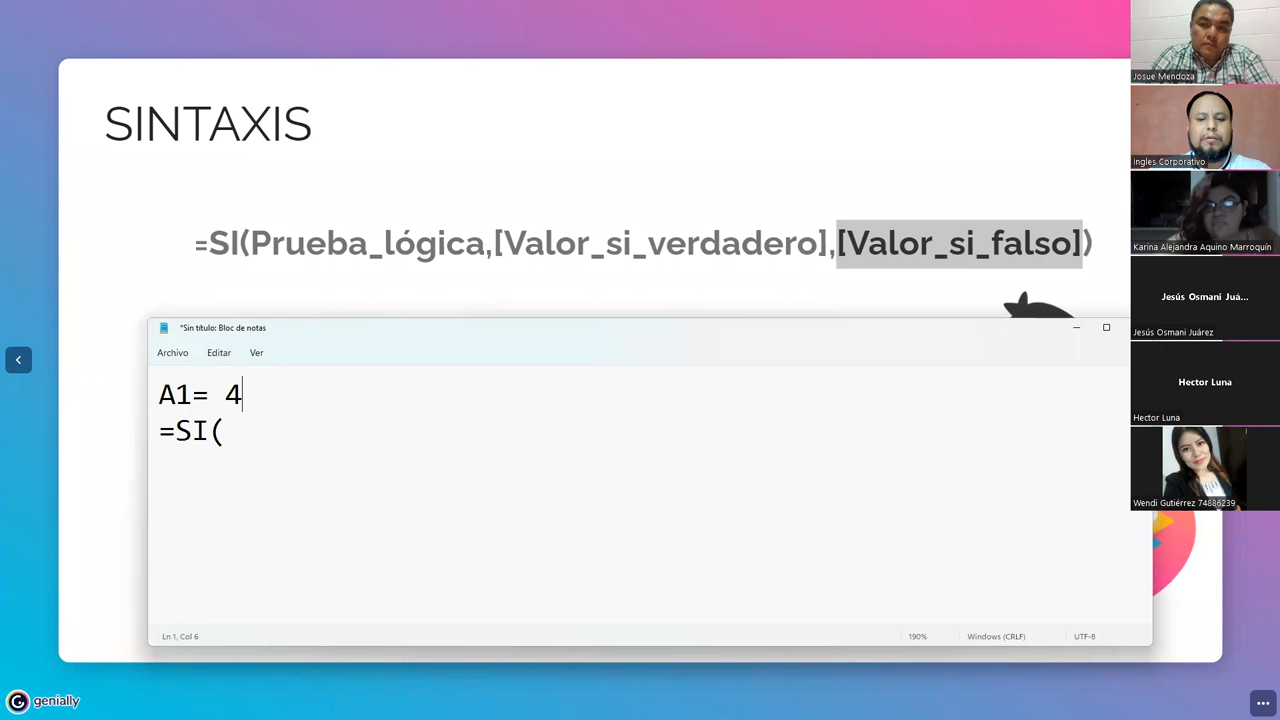 SINTAXIS
=SI(Prueba_lógica,[Valor_si_verdadero],[Valor_si_falso])
*Sin título: Bloc de notas
Archivo Editar Ver
A1= 4
=SI(
Ln 1, Col 6
190%
Windows (CRLF)
UTF-8
genially
Josue Mendoza
Ingles Corporativo
Karina Alejandra Aquino Marroquín
Jesús Osmani Juá...
Jesús Osmani Juárez
Hector Luna
Hector Luna
Wendi Gutiérrez 74886239